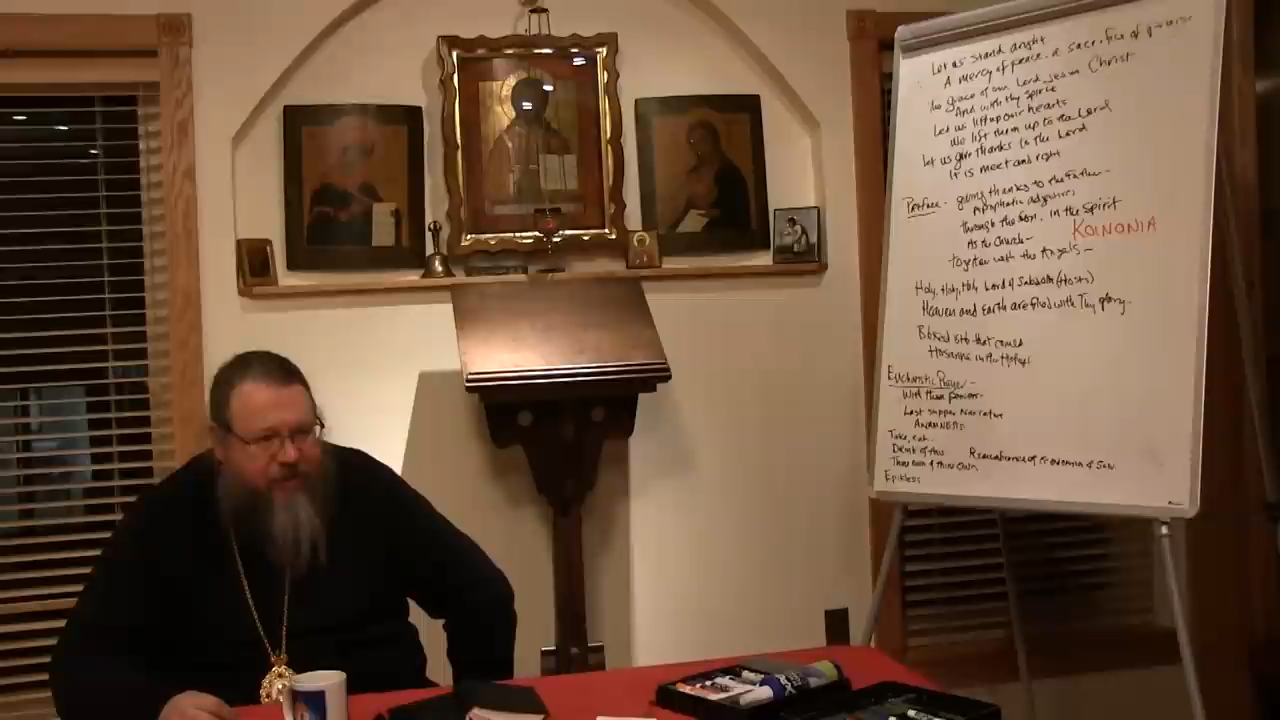 Let us stand aright
A mercy of peace. a sacrifice of praise
The grace of our Lord Jesus Christ
And with thy spirit
Let us lift up our hearts
We lift them up to the Lord
Let us give thanks to the Lord
It is meet and right
Preface - giving thanks to the Father -
Apophatic
through the Son. In the Spirit
KOINONIA
As the Church -
together with the Angels -
Holy, Holy, Holy Lord of Sabaoth (Hosts)
Heaven and Earth are filled with Thy glory.
Blessed is he that comes
Hosanna in the Highest
Eucharistic Prayer -
With them
Last supper Narrative
ANAMNESIS
Take, eat..
Drink of this Remembrance of
Thine own of thine own
Epiklesis